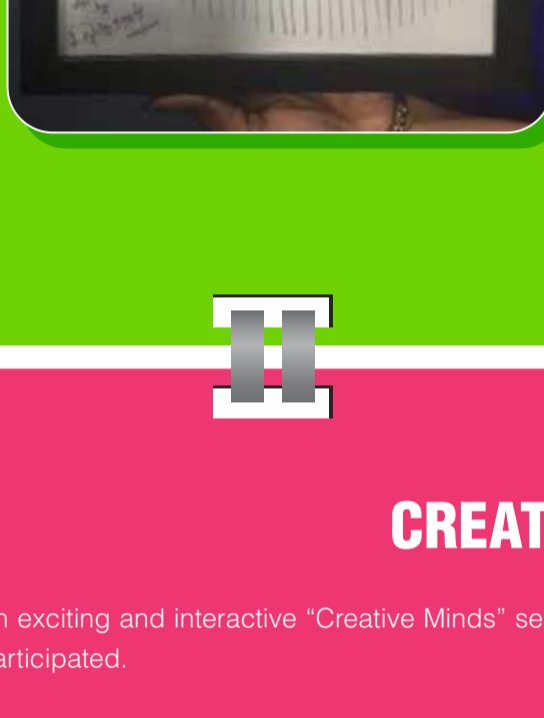 CREAT
n exciting and interactive “Creative Minds” se
articipated.